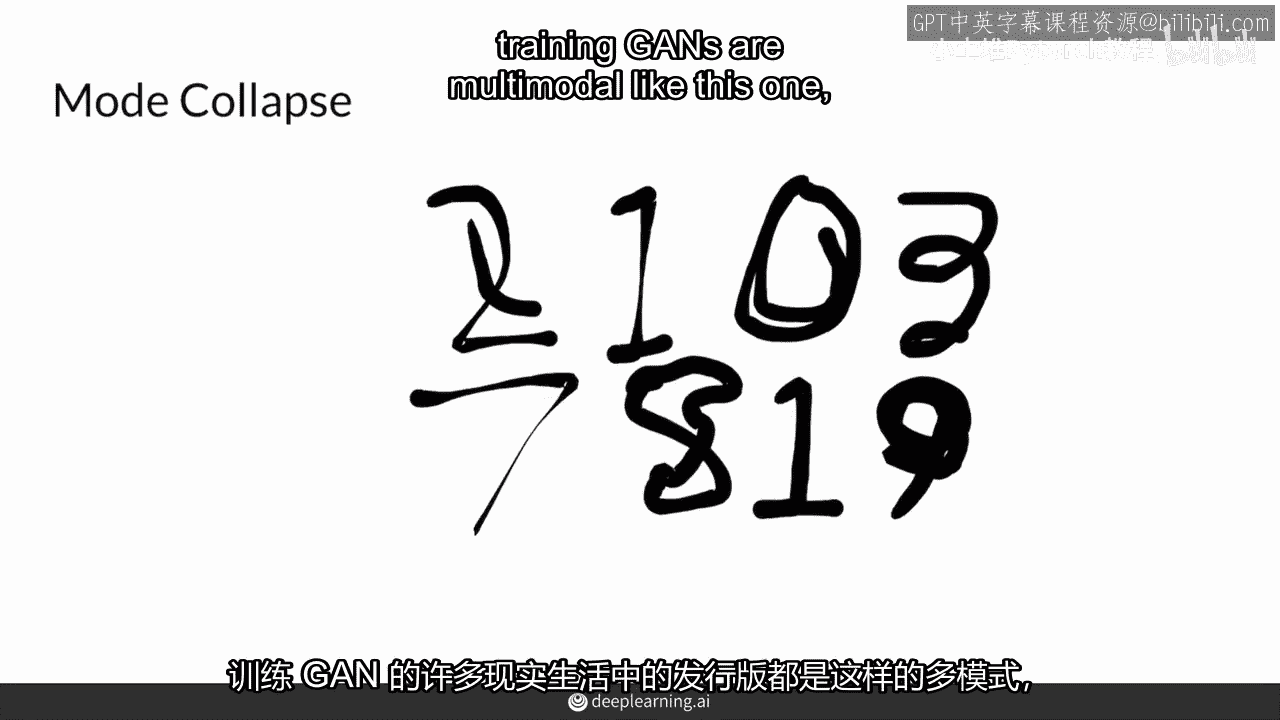 GPT中英字幕课程资源@bilibili.com
training GANs are
multimodal like this one,
Mode Collapse
2 1 0 3
7 8 1 9
训练 GAN 的许多现实生活中的发行版都是这样的多模式,
deeplearning.ai